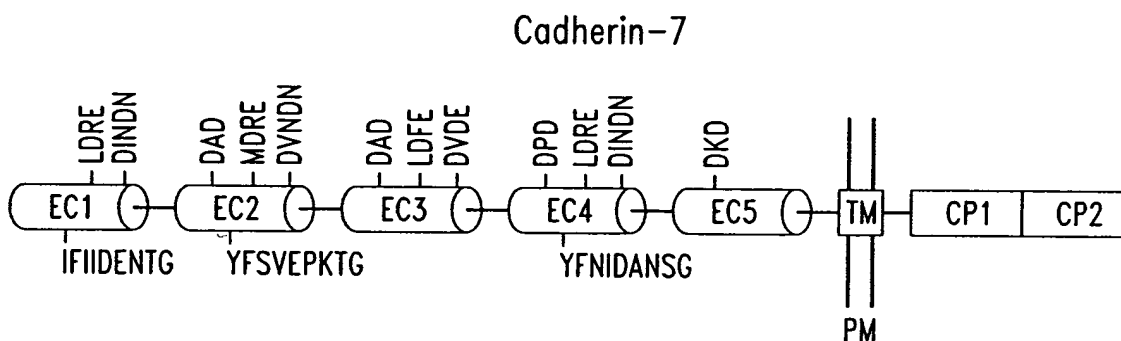 Cadherin-7
LDRE
DINDN
DAD
MDRE
DVNDN
DAD
LDFE
DVDE
DPD
LDRE
DINDN
DKD
EC1
EC2
EC3
EC4
EC5
TM
CP1
CP2
IFIIDENTG
YFSVEPKTG
YFNIDANSG
PM